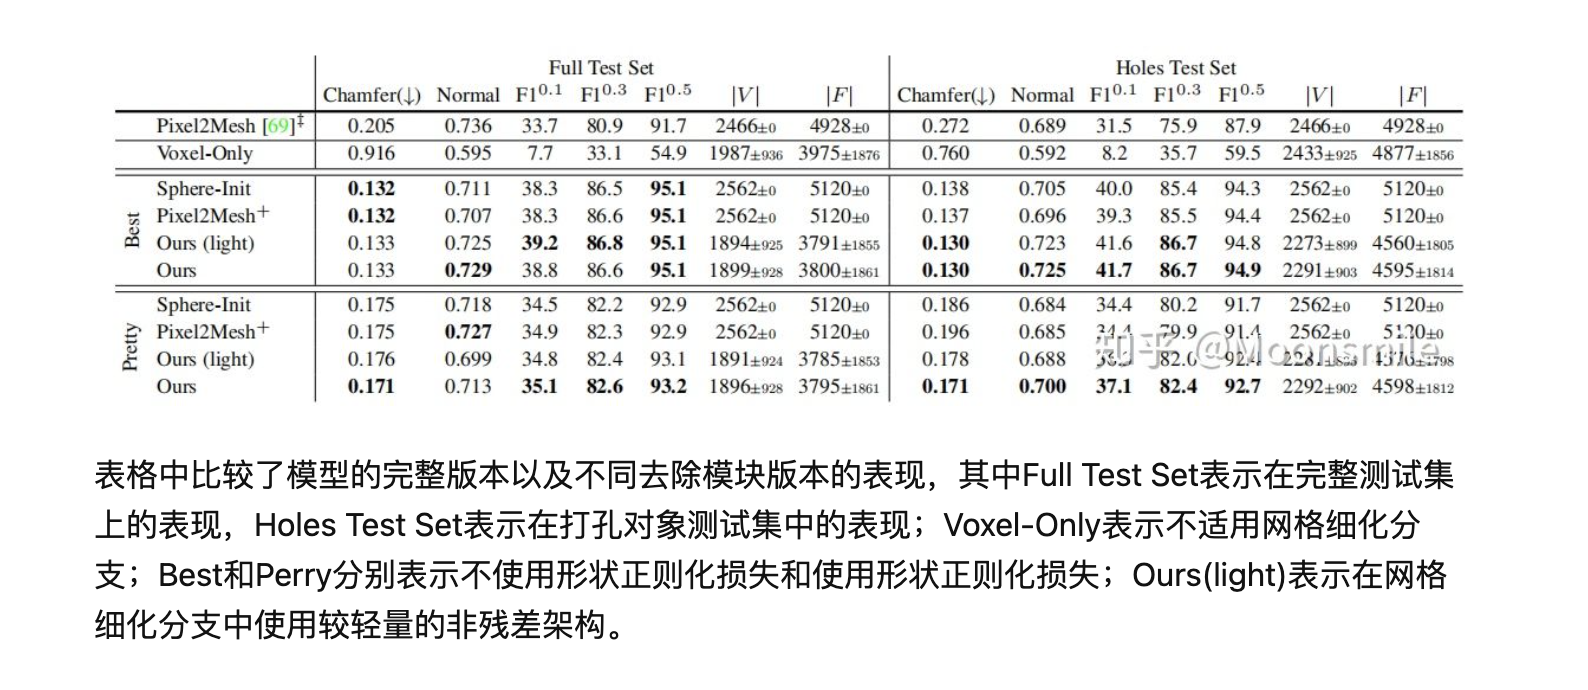 Full Test Set Holes Test Set
Chamfer(↓) Normal F1^0.1 F1^0.3 F1^0.5 |V| |F| Chamfer(↓) Normal F1^0.1 F1^0.3 F1^0.5 |V| |F|
Pixel2Mesh [69]‡ 0.205 0.736 33.7 80.9 91.7 2466±0 4928±0 0.272 0.689 31.5 75.9 87.9 2466±0 4928±0
Voxel-Only 0.916 0.595 7.7 33.1 54.9 1987±936 3975±1876 0.760 0.592 8.2 35.7 59.5 2433±925 4877±1856
Best
Sphere-Init 0.132 0.711 38.3 86.5 95.1 2562±0 5120±0 0.138 0.705 40.0 85.4 94.3 2562±0 5120±0
Pixel2Mesh+ 0.132 0.707 38.3 86.6 95.1 2562±0 5120±0 0.137 0.696 39.3 85.5 94.4 2562±0 5120±0
Ours (light) 0.133 0.725 39.2 86.8 95.1 1894±925 3791±1855 0.130 0.723 41.6 86.7 94.8 2273±899 4560±1805
Ours 0.133 0.729 38.8 86.6 95.1 1899±928 3800±1861 0.130 0.725 41.7 86.7 94.9 2291±903 4595±1814
Pretty
Sphere-Init 0.175 0.718 34.5 82.2 92.9 2562±0 5120±0 0.186 0.684 34.4 80.2 91.7 2562±0 5120±0
Pixel2Mesh+ 0.175 0.727 34.9 82.3 92.9 2562±0 5120±0 0.196 0.685 34.4 79.9 91.4 2562±0 5120±0
Ours (light) 0.176 0.699 34.8 82.4 93.1 1891±924 3785±1853 0.178 0.688 82.0
Ours 0.171 0.713 35.1 82.6 93.2 1896±928 3795±1861 0.171 0.700 37.1 82.4 92.7 2292±902 4598±1812
知乎 @Moonsmile
表格中比较了模型的完整版本以及不同去除模块版本的表现，其中Full Test Set表示在完整测试集
上的表现，Holes Test Set表示在打孔对象测试集中的表现；Voxel-Only表示不适用网格细化分
支；Best和Perry分别表示不使用形状正则化损失和使用形状正则化损失；Ours(light)表示在网格
细化分支中使用较轻量的非残差架构。